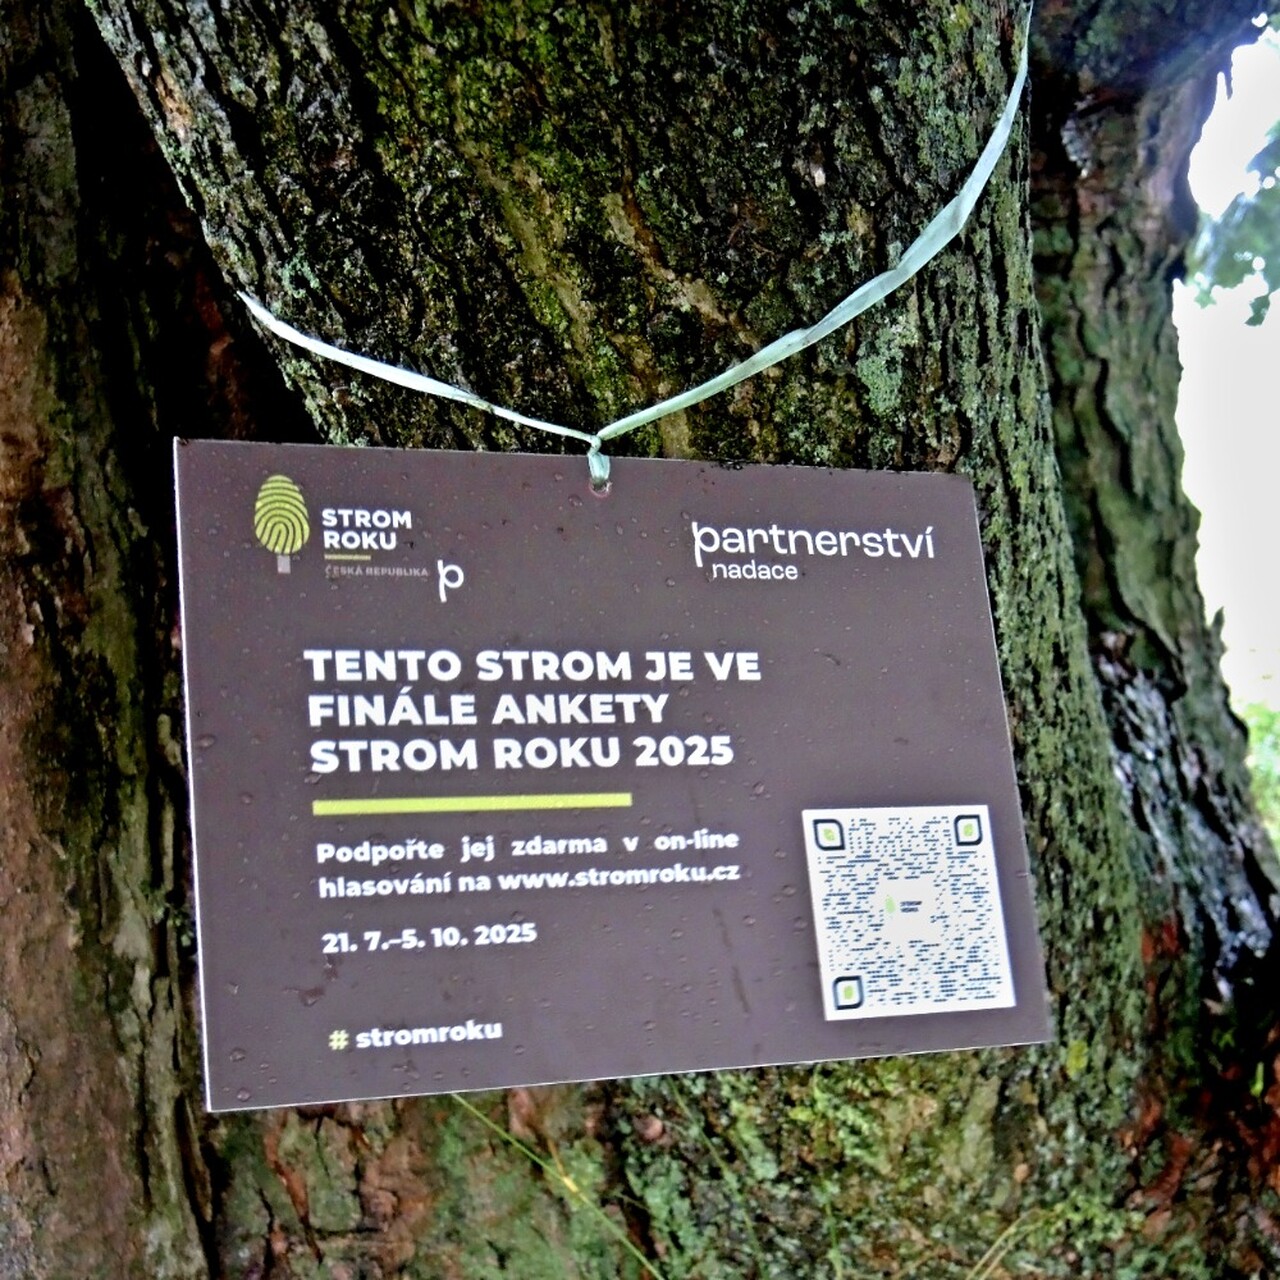 STROM
ROKU
ČESKÁ REPUBLIKA
p
partnerství
nadace
TENTO STROM JE VE
FINÁLE ANKETY
STROM ROKU 2025
Podpořte jej zdarma v on-line
hlasování na www.stromroku.cz
21. 7.–5. 10. 2025
# stromroku